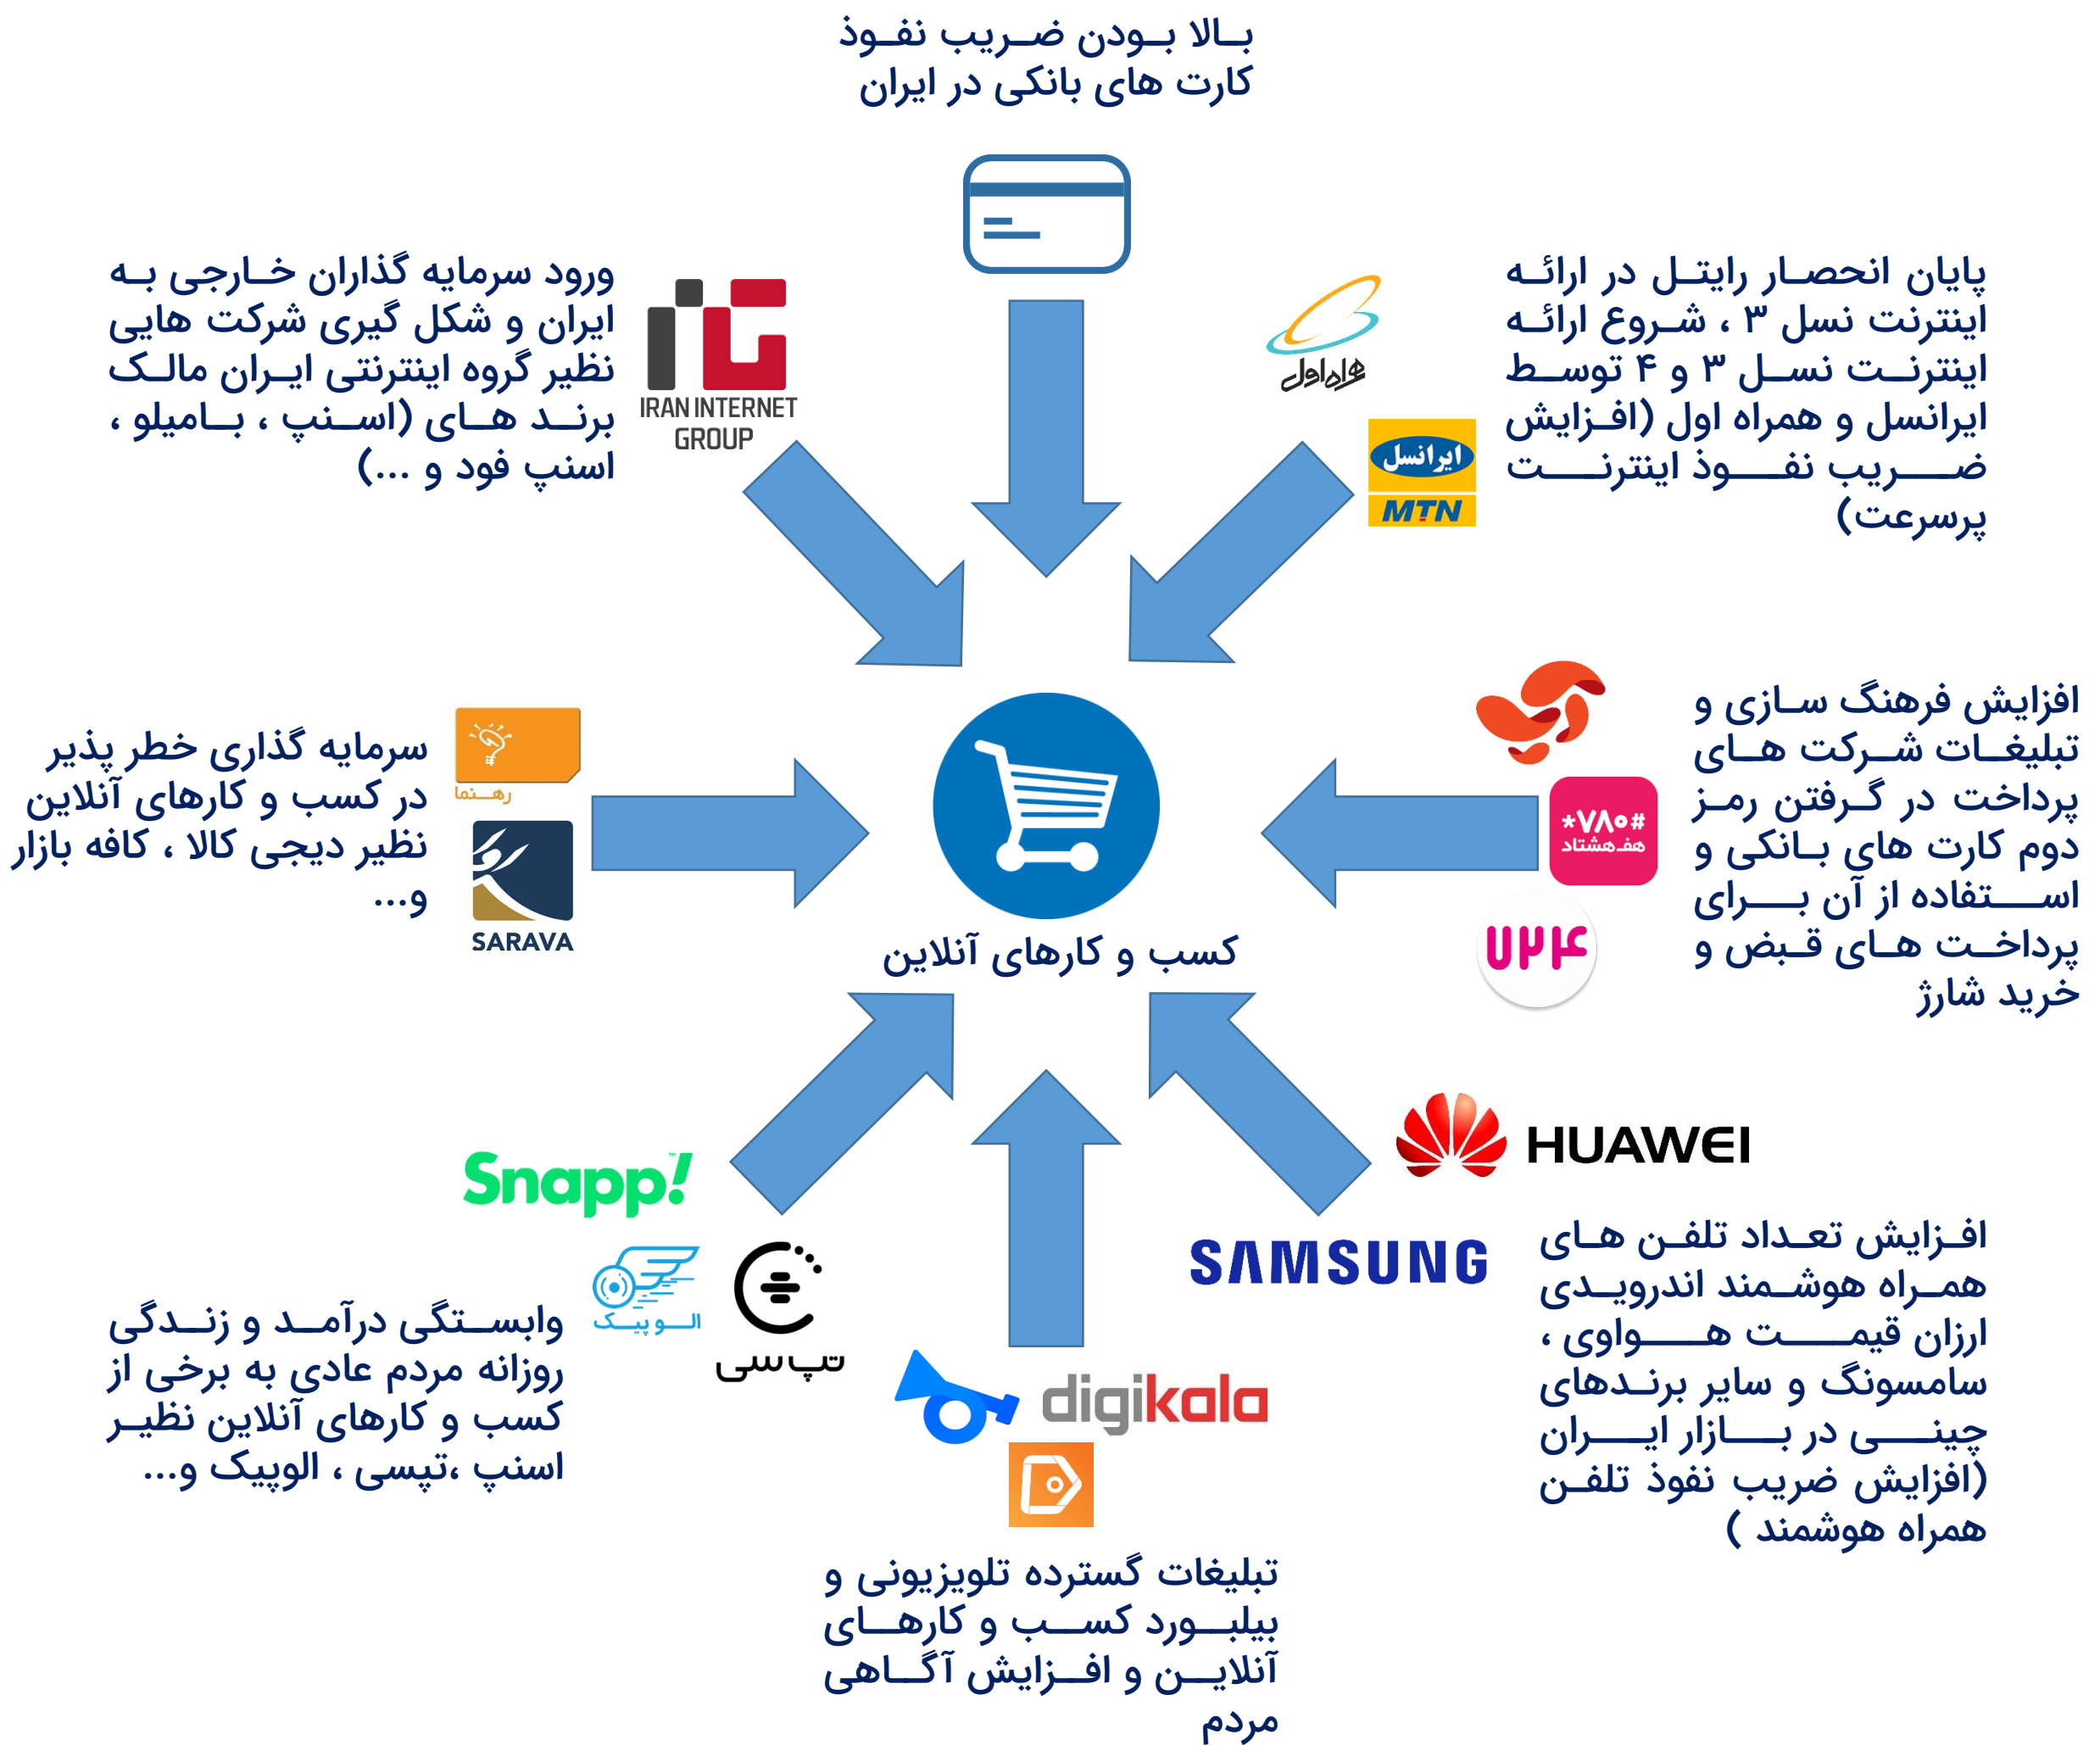 بالا بودن ضریب نفوذ
کارت های بانکی در ایران
پایان انحصار رایتل در ارائه
اینترنت نسل ۳ ، شروع ارائه
اینترنت نسل ۳ و ۴ توسط
ایرانسل و همراه اول (افزایش
ضریب نفوذ اینترنت
پرسرعت)
همراه اول
ایرانسل
MTN
ورود سرمایه گذاران خارجی به
ایران و شکل گیری شرکت هایی
نظیر گروه اینترنتی ایران مالک
برند های (اسنپ ، بامیلو ،
اسنپ فود و ...)
IRAN INTERNET
GROUP
افزایش فرهنگ سازی و
تبلیغات شرکت های
پرداخت در گرفتن رمز
دوم کارت های بانکی و
استفاده از آن برای
پرداخت های قبض و
خرید شارژ
*۷۸۰#
هف‌هشتاد
۷۲۴
کسب و کارهای آنلاین
رهنما
SARAVA
سرمایه گذاری خطر پذیر
در کسب و کارهای آنلاین
نظیر دیجی کالا ، کافه بازار
و...
HUAWEI
SAMSUNG
افزایش تعداد تلفن های
همراه هوشمند اندرویدی
ارزان قیمت هواوی ،
سامسونگ و سایر برندهای
چینی در بازار ایران
(افزایش ضریب نفوذ تلفن
همراه هوشمند )
Snapp!™
الوپیک
تپ‌سی
وابستگی درآمد و زندگی
روزانه مردم عادی به برخی از
کسب و کارهای آنلاین نظیر
اسنپ ،تپسی ، الوپیک و...
digikala
تبلیغات گسترده تلویزیونی و
بیلبورد کسب و کارهای
آنلاین و افزایش آگاهی
مردم